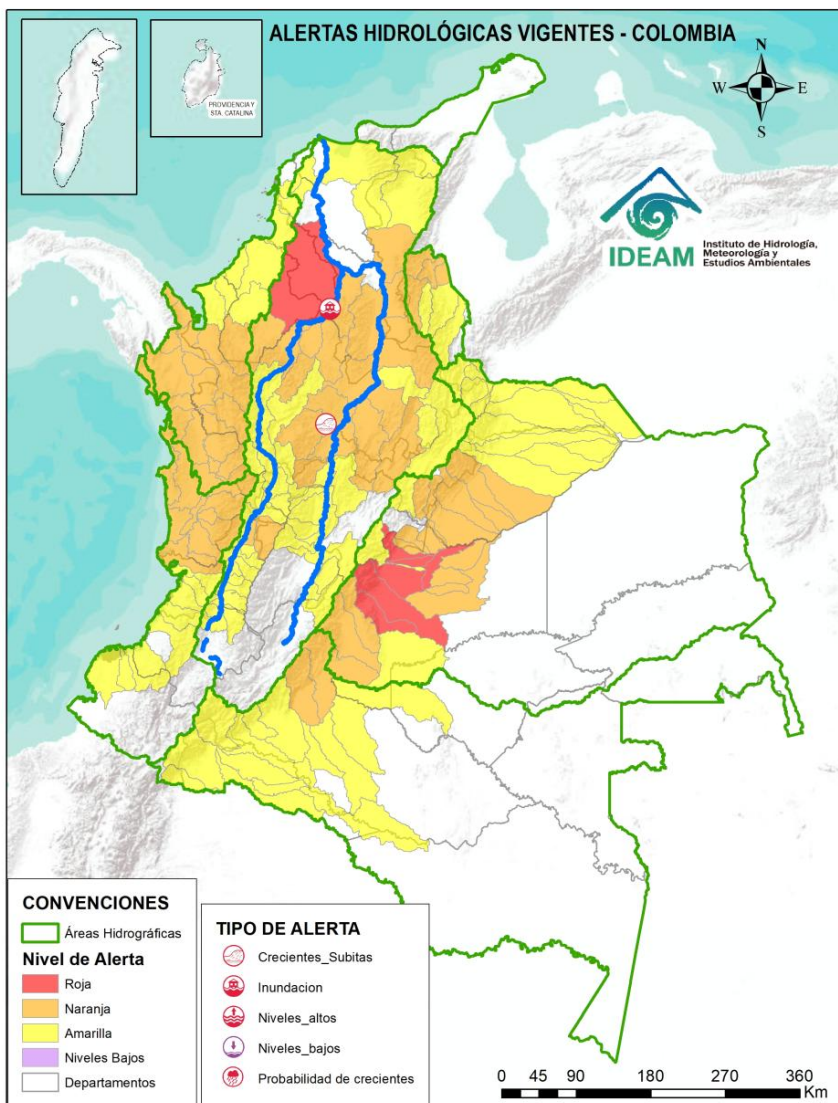 ALERTAS HIDROLÓGICAS VIGENTES - COLOMBIA
PROVIDENCIA Y
STA. CATALINA
N
W
E
S
IDEAM
Instituto de Hidrología,
Meteorología y
Estudios Ambientales
CONVENCIONES
Áreas Hidrográficas
Nivel de Alerta
Roja
Naranja
Amarilla
Niveles Bajos
Departamentos
TIPO DE ALERTA
Crecientes_Subitas
Inundacion
Niveles_altos
Niveles_bajos
Probabilidad de crecientes
0 45 90 180 270 360
Km